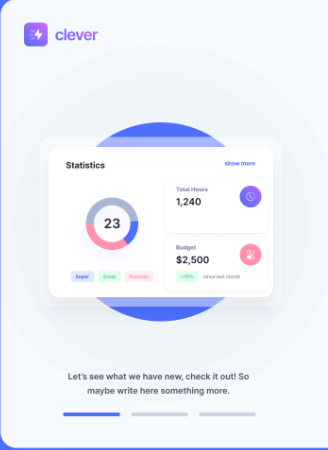 clever
Statistics
show more
Total Hours
1,240
23
Budget
$2,500
Super
Great
Purpose
+18%
since last month
Let's see what we have new, check it out! So
maybe write here something more.